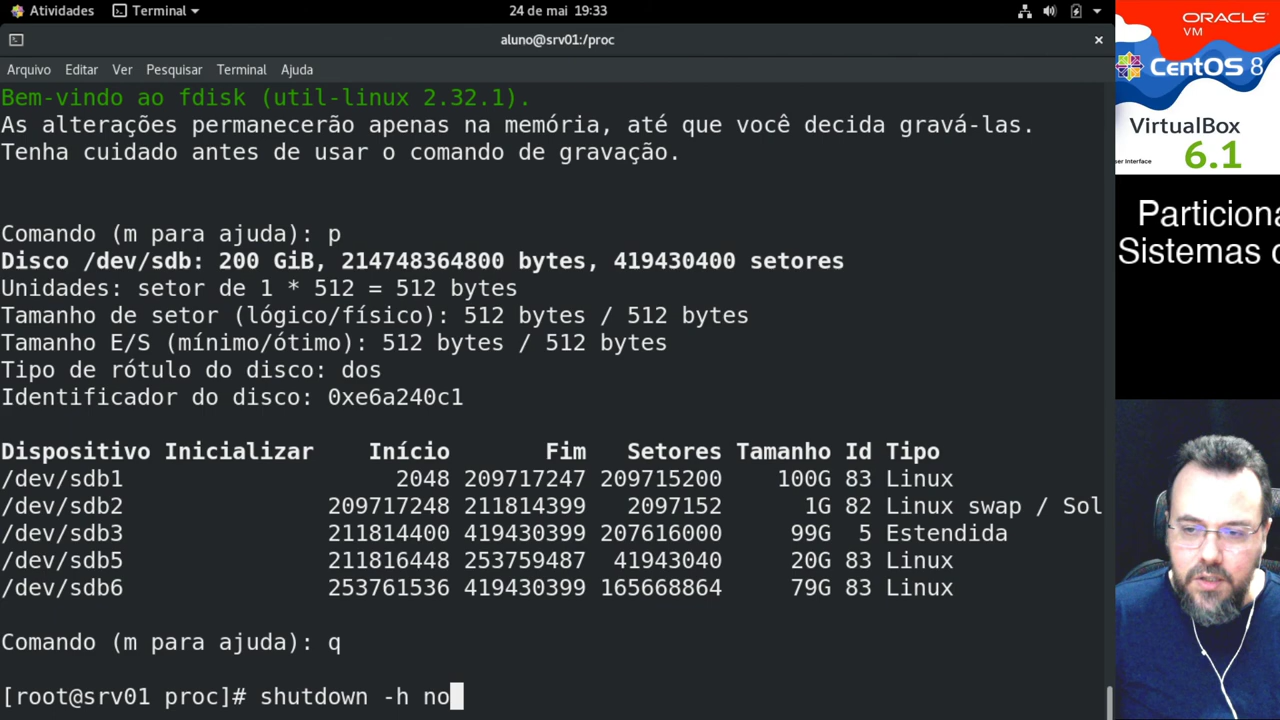 Atividades
Terminal
24 de mai 19:33
aluno@srv01:/proc
Arquivo Editar Ver Pesquisar Terminal Ajuda
Bem-vindo ao fdisk (util-linux 2.32.1).
As alterações permanecerão apenas na memória, até que você decida gravá-las.
Tenha cuidado antes de usar o comando de gravação.
Comando (m para ajuda): p
Disco /dev/sdb: 200 GiB, 214748364800 bytes, 419430400 setores
Unidades: setor de 1 * 512 = 512 bytes
Tamanho de setor (lógico/físico): 512 bytes / 512 bytes
Tamanho E/S (mínimo/ótimo): 512 bytes / 512 bytes
Tipo de rótulo do disco: dos
Identificador do disco: 0xe6a240c1
Dispositivo Inicializar Início Fim Setores Tamanho Id Tipo
/dev/sdb1 2048 209717247 209715200 100G 83 Linux
/dev/sdb2 209717248 211814399 2097152 1G 82 Linux swap / Sol
/dev/sdb3 211814400 419430399 207616000 99G 5 Estendida
/dev/sdb5 211816448 253759487 41943040 20G 83 Linux
/dev/sdb6 253761536 419430399 165668864 79G 83 Linux
Comando (m para ajuda): q
[root@srv01 proc]# shutdown -h no
ORACLE
VM
CentOS 8
VirtualBox
er Interface
6.1
Particiona
Sistemas